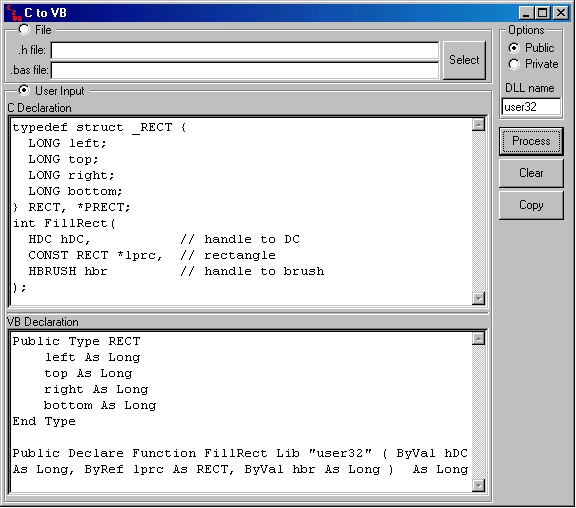 C to VB
File
.h file:
.bas file:
Select
Options
Public
Private
DLL name
user32
Process
Clear
Copy
User Input
C Declaration
typedef struct _RECT {
  LONG left;
  LONG top;
  LONG right;
  LONG bottom;
} RECT, *PRECT;
int FillRect(
  HDC hDC,            // handle to DC
  CONST RECT *lprc,  // rectangle
  HBRUSH hbr          // handle to brush
);
VB Declaration
Public Type RECT
    left As Long
    top As Long
    right As Long
    bottom As Long
End Type
Public Declare Function FillRect Lib "user32" ( ByVal hDC
As Long, ByRef lprc As RECT, ByVal hbr As Long )  As Long